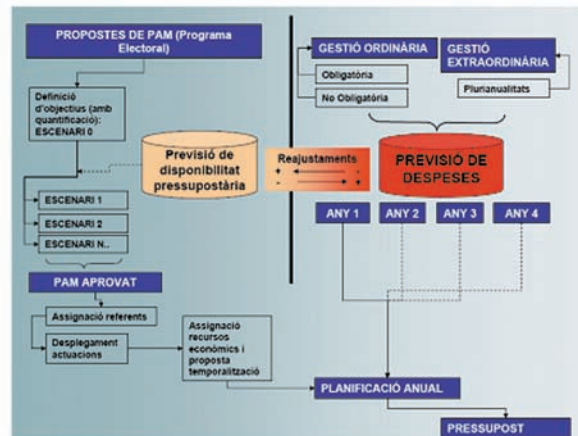 PROPOSTES DE PAM (Programa
Electoral)
Definició
d'objectius (amb
quantificació):
ESCENARI 0
ESCENARI 1
ESCENARI 2
ESCENARI N..
PAM APROVAT
Assignació referents
Desplegament
actuacions
Assignació
recursos
econòmics i
proposta
temporalització
Previsió de
disponibilitat
pressupostària
Reajustaments
+ -
- +
GESTIÓ ORDINÀRIA
Obligatòria
No Obligatòria
GESTIÓ
EXTRAORDINÀRIA
Plurianualitats
PREVISIÓ DE
DESPESES
ANY 1
ANY 2
ANY 3
ANY 4
PLANIFICACIÓ ANUAL
PRESSUPOST